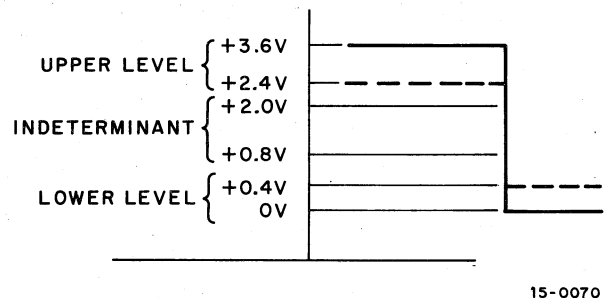 +3.6V
UPPER LEVEL
+2.4V
+2.0V
INDETERMINANT
+0.8V
+0.4V
LOWER LEVEL
0V
15-0070